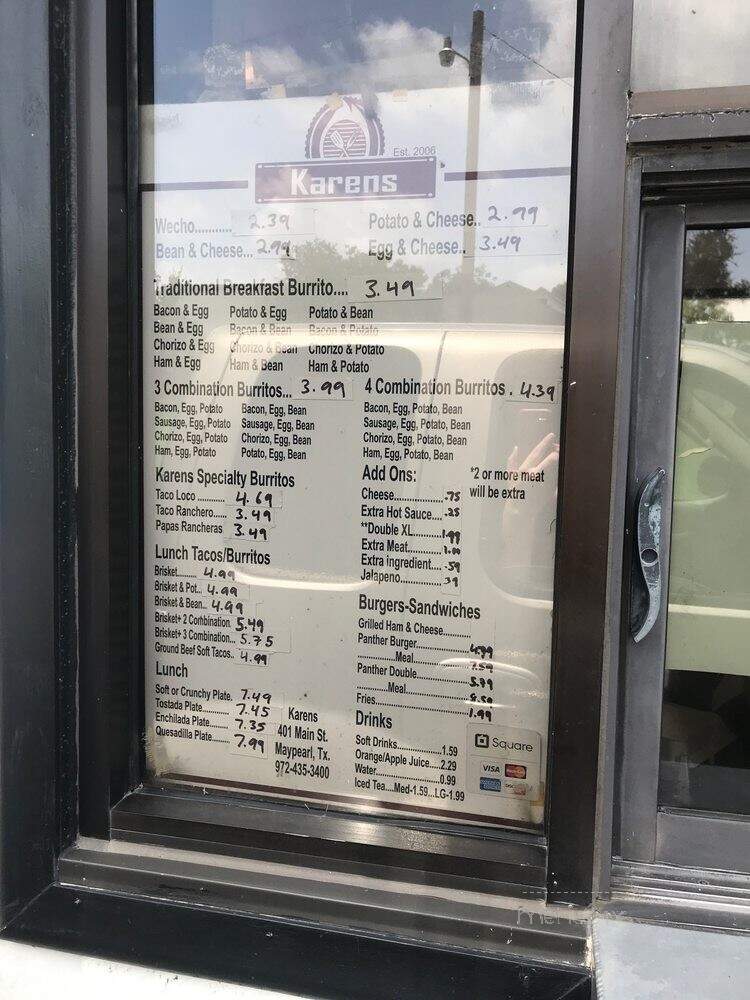 Est. 2006
Karens
Wecho........... 2.39
Potato & Cheese.. 2.99
Bean & Cheese... 2.99
Egg & Cheese.. 3.49
Traditional Breakfast Burrito.... 3.49
Bacon & Egg Potato & Egg Potato & Bean
Bean & Egg Bacon & Bean Bacon & Potato
Chorizo & Egg Chorizo & Bean Chorizo & Potato
Ham & Egg Ham & Bean Ham & Potato
3 Combination Burritos... 3.99
Bacon, Egg, Potato Bacon, Egg, Bean
Sausage, Egg, Potato Sausage, Egg, Bean
Chorizo, Egg, Potato Chorizo, Egg, Bean
Ham, Egg, Potato Potato, Egg, Bean
4 Combination Burritos . 4.39
Bacon, Egg, Potato, Bean
Sausage, Egg, Potato, Bean
Chorizo, Egg, Potato, Bean
Ham, Egg, Potato, Bean
Karens Specialty Burritos
Taco Loco .......... 4.69
Taco Ranchero...... 3.49
Papas Rancheras 3.49
Add Ons:
*2 or more meat
will be extra
Cheese.................. .75
Extra Hot Sauce.... .25
**Double XL......... 1.99
Extra Meat............ 1.00
Extra ingredient.... .59
Jalapeno...............
Lunch Tacos/Burritos
Brisket........ 4.99
Brisket & Pot... 4.99
Brisket & Bean.. 4.99
Brisket+ 2 Combination. 5.49
Brisket+ 3 Combination... 5.75
Ground Beef Soft Tacos.. 4.99
Burgers-Sandwiches
Grilled Ham & Cheese.........
Panther Burger............... 4.99
............Meal............... 7.59
Panther Double............. 5.79
..........Meal................. 8.50
Fries............................ 1.99
Lunch
Soft or Crunchy Plate. 7.49
Tostada Plate......... 7.45
Enchilada Plate....... 7.35
Quesadilla Plate.... 7.99
Karens
401 Main St.
Maypearl, Tx.
972-435-3400
Drinks
Soft Drinks..............1.59
Orange/Apple Juice....2.29
Water.....................0.99
Iced Tea....Med-1.59...LG-1.99
Square
VISA